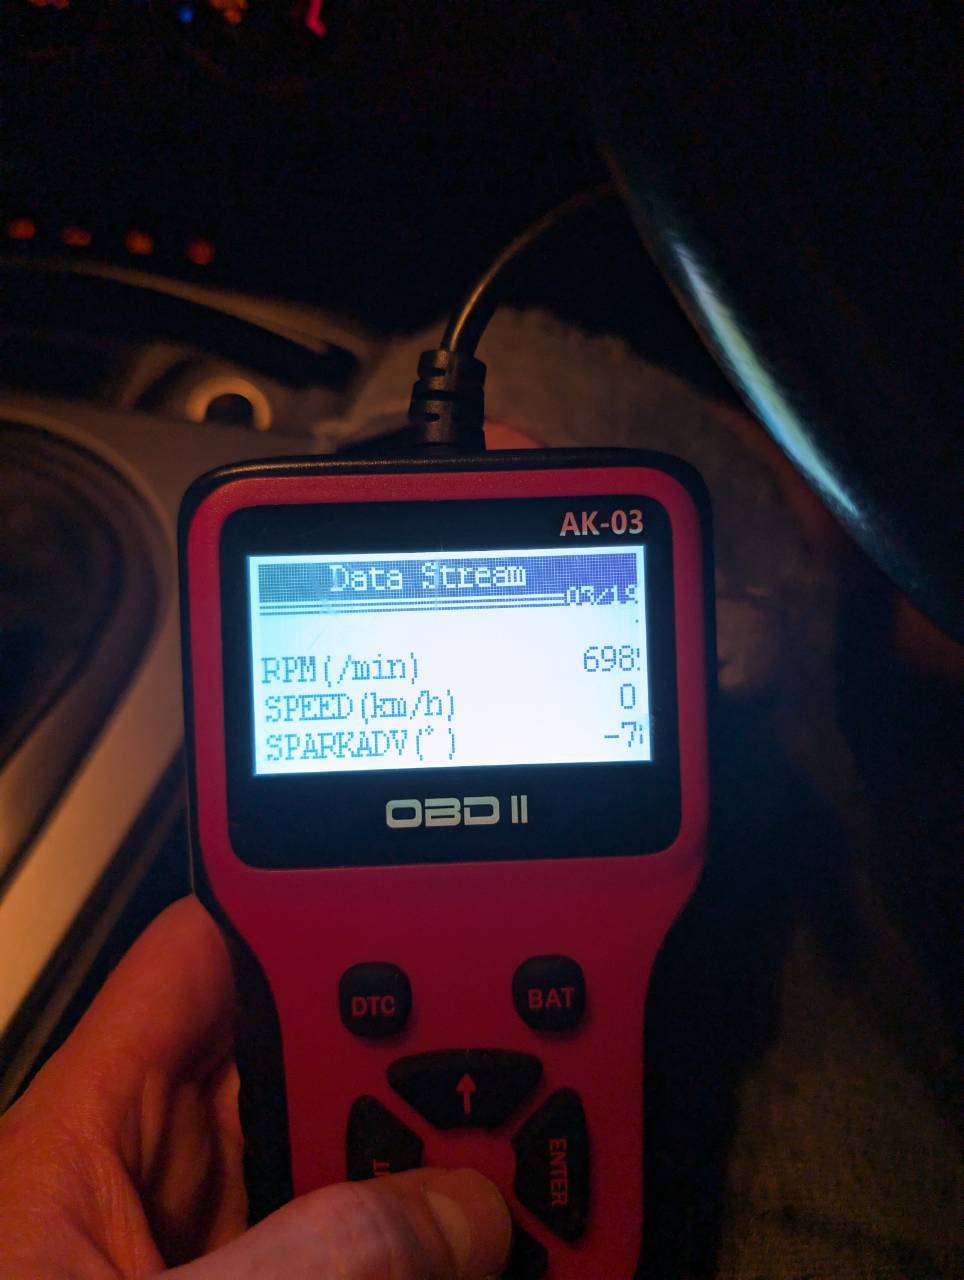 AK-03
Data Stream
RPM(/min) 698
SPEED(km/h) 0
SPARKADV(°) -7
OBD II
DTC
BAT
ENTER